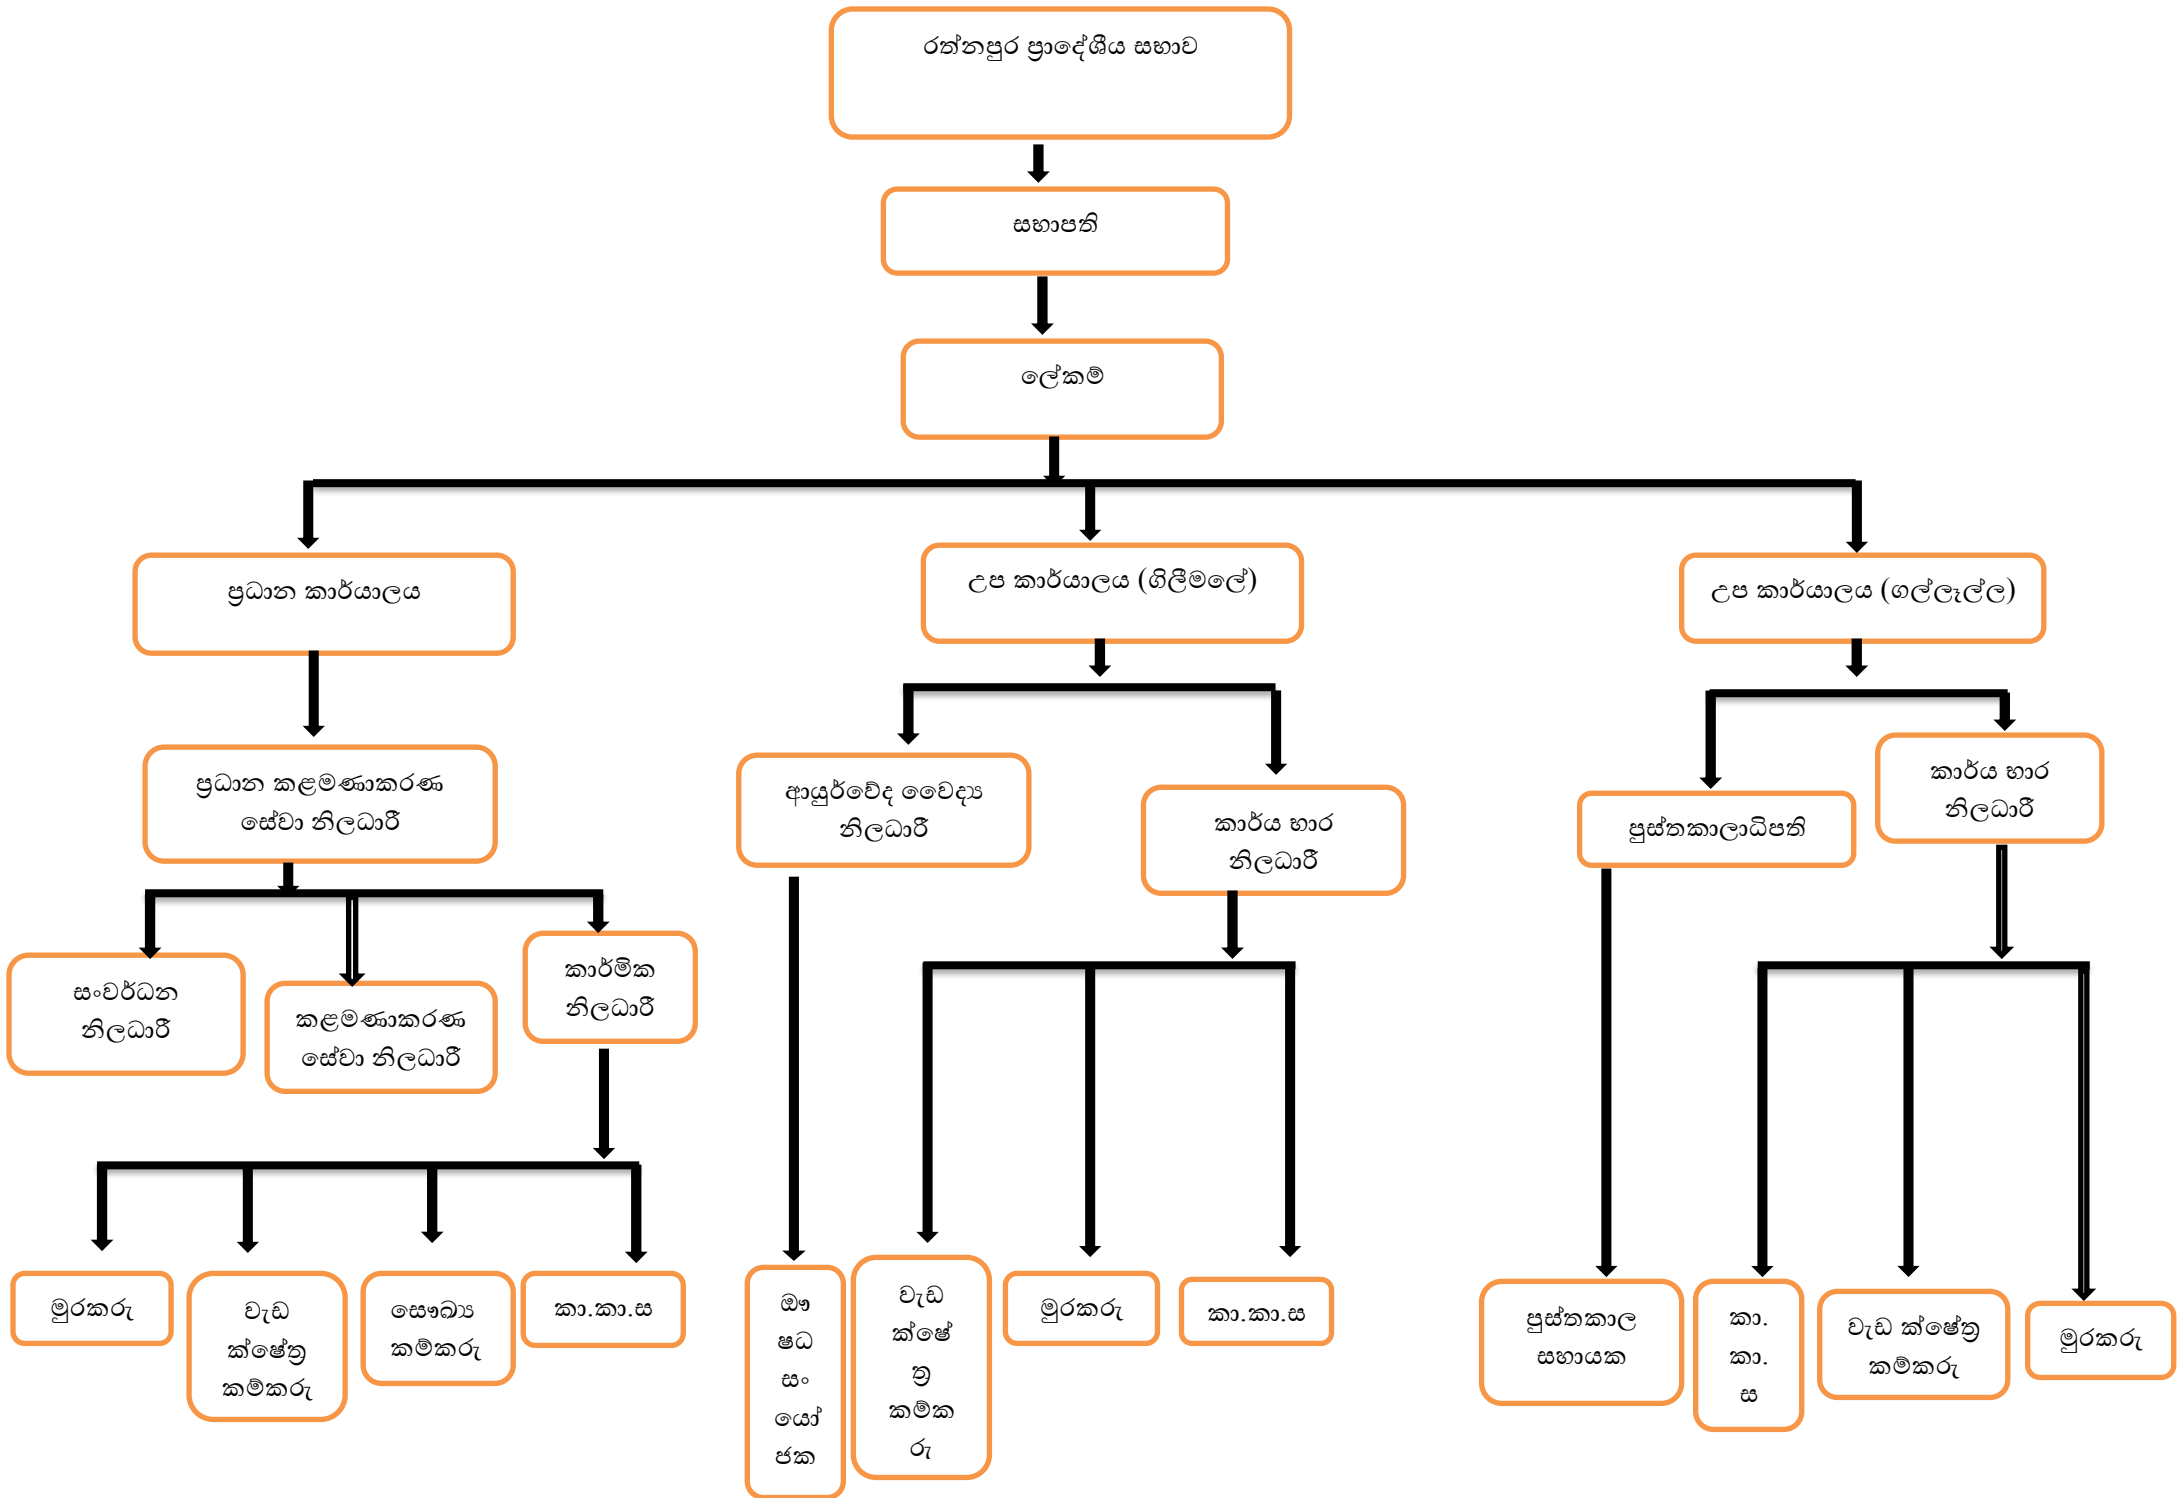 රත්නපුර ප්‍රාදේශීය සභාව
සභාපති
ලේකම්
ප්‍රධාන කාර්යාලය
උප කාර්යාලය (ගිලීමලේ)
උප කාර්යාලය (ගල්ලෑල්ල)
ප්‍රධාන කළමණාකරණ
සේවා නිලධාරී
ආයුර්වේද වෛද්‍ය
නිලධාරී
කාර්ය භාර
නිලධාරී
පුස්තකාලාධිපති
කාර්ය භාර
නිලධාරී
සංවර්ධන
නිලධාරී
කළමණාකරණ
සේවා නිලධාරී
කාර්මික
නිලධාරී
මුරකරු
වැඩ
ක්ෂේත්‍ර
කම්කරු
සෞඛ්‍ය
කම්කරු
කා.කා.ස
ඖ
ෂධ
සං
යෝ
ජක
වැඩ
ක්ෂේ
ත්‍ර
කම්ක
රු
මුරකරු
කා.කා.ස
පුස්තකාල
සහායක
කා.
කා.
ස
වැඩ ක්ෂේත්‍ර
කම්කරු
මුරකරු